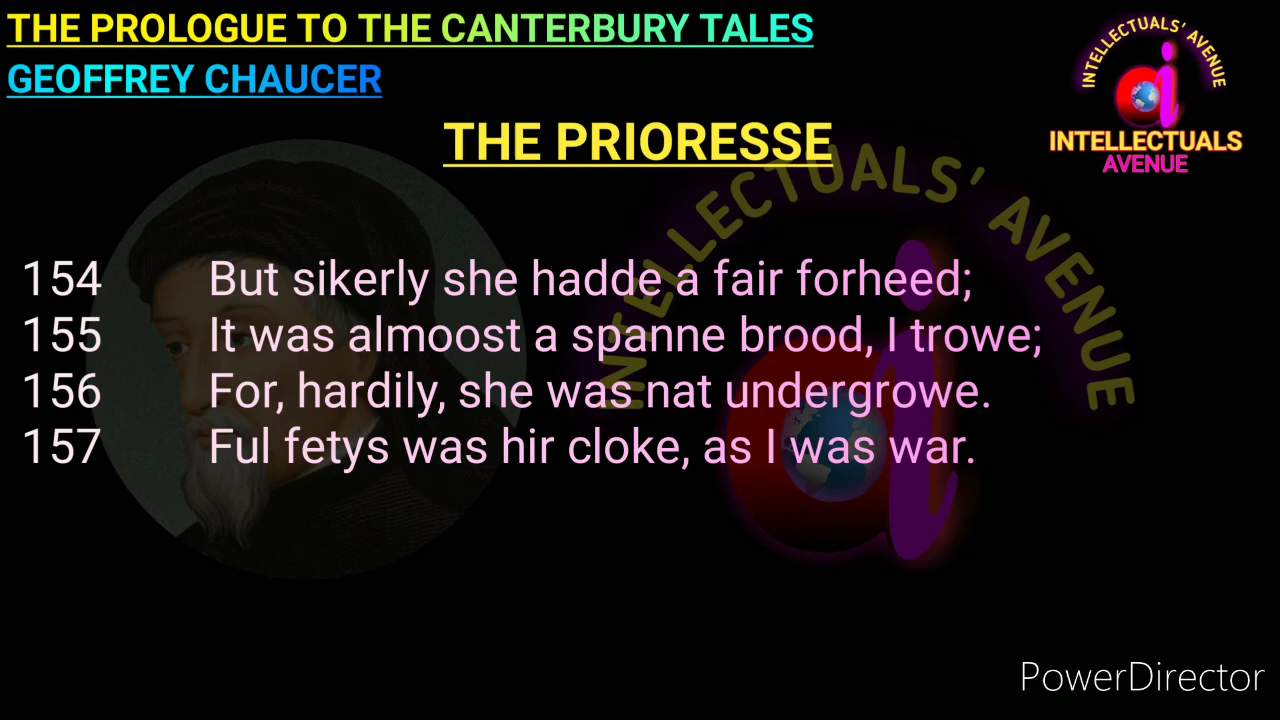 THE PROLOGUE TO THE CANTERBURY TALES
GEOFFREY CHAUCER
INTELLECTUALS' AVENUE
INTELLECTUALS
AVENUE
THE PRIORESSE
INTELLECTUALS' AVENUE
154 But sikerly she hadde a fair forheed;
155 It was almoost a spanne brood, I trowe;
156 For, hardily, she was nat undergrowe.
157 Ful fetys was hir cloke, as I was war.
PowerDirector